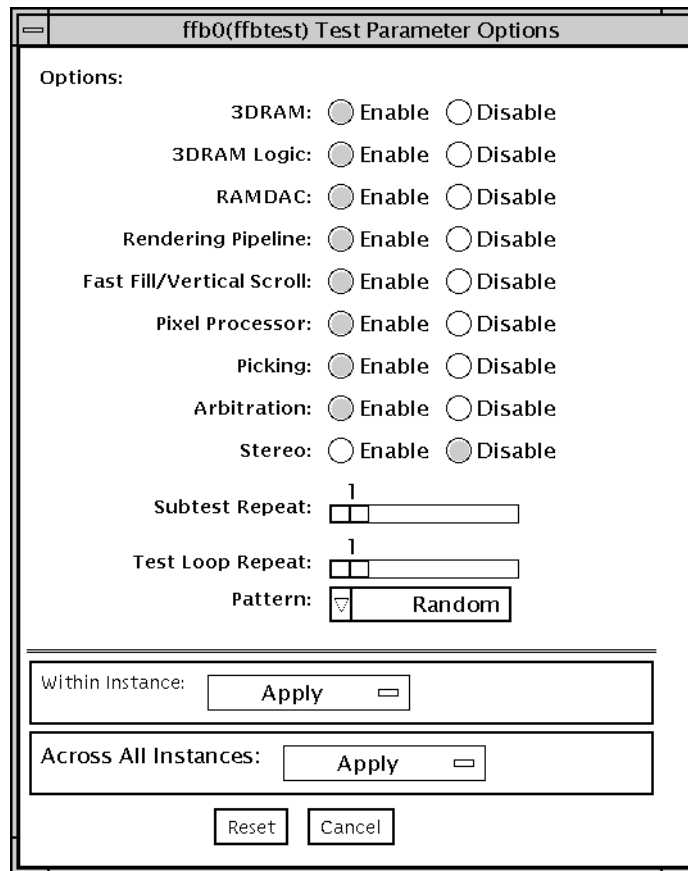 ffb0(ffbtest) Test Parameter Options
Options:
3DRAM: Enable Disable
3DRAM Logic: Enable Disable
RAMDAC: Enable Disable
Rendering Pipeline: Enable Disable
Fast Fill/Vertical Scroll: Enable Disable
Pixel Processor: Enable Disable
Picking: Enable Disable
Arbitration: Enable Disable
Stereo: Enable Disable
1
Subtest Repeat:
1
Test Loop Repeat:
Pattern: Random
Within Instance: Apply
Across All Instances: Apply
Reset Cancel